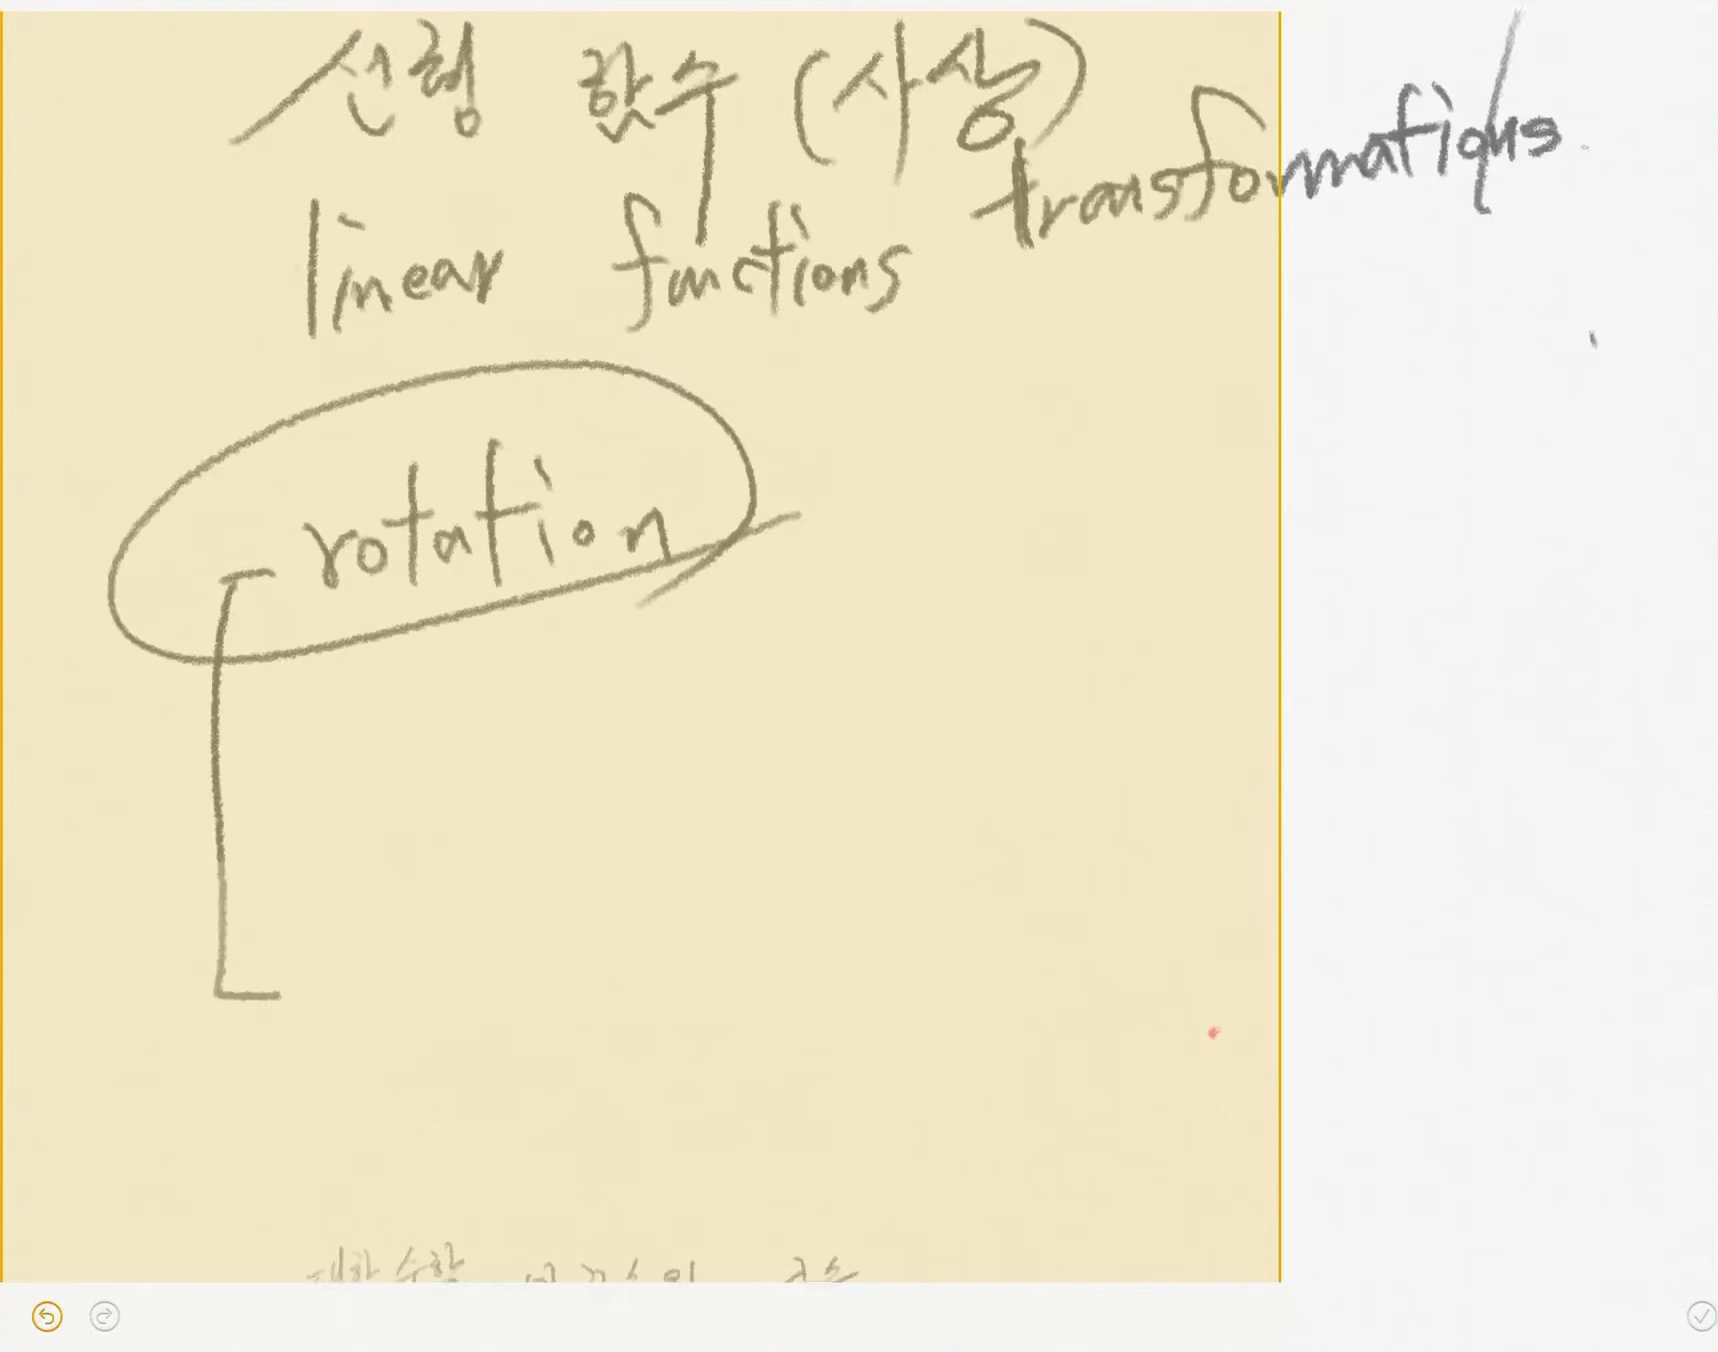 선형 함수 (사상)
linear functions transformations
rotation